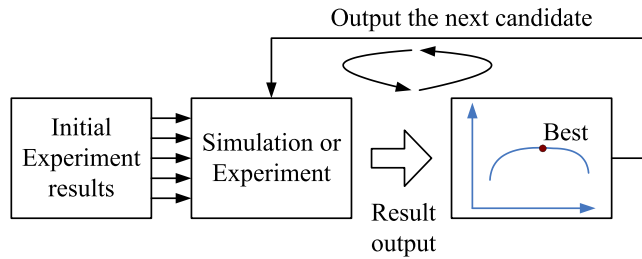 Output the next candidate
Initial
Experiment
results
Simulation or
Experiment
Best
Result
output